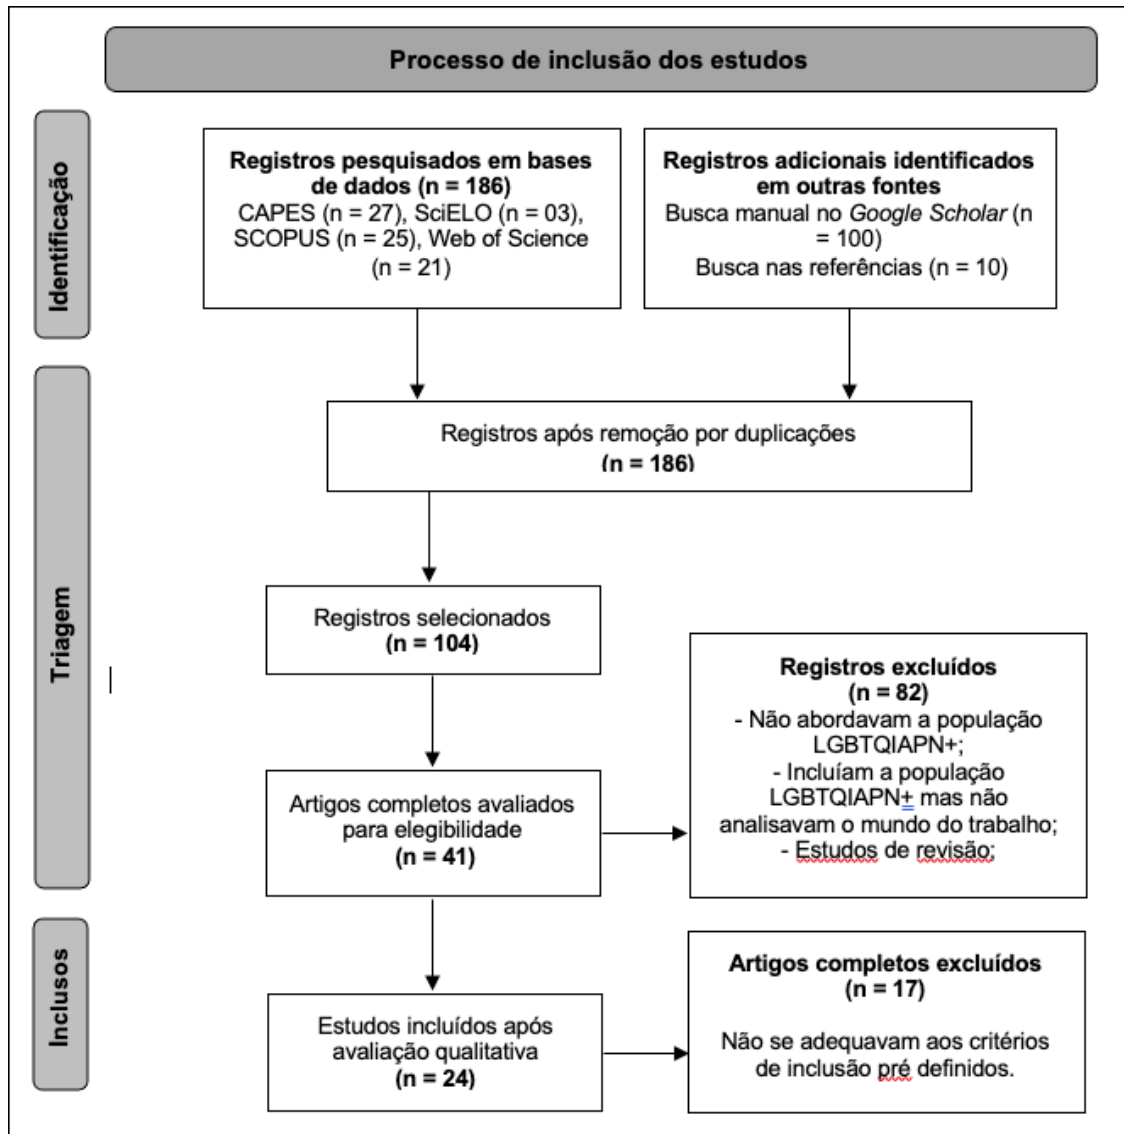 Processo de inclusão dos estudos
Identificação
Registros pesquisados em bases
de dados (n = 186)
CAPES (n = 27), SciELO (n = 03),
SCOPUS (n = 25), Web of Science
(n = 21)
Registros adicionais identificados
em outras fontes
Busca manual no Google Scholar (n
= 100)
Busca nas referências (n = 10)
Triagem
Registros após remoção por duplicações
(n = 186)
Registros selecionados
(n = 104)
Registros excluídos
(n = 82)
- Não abordavam a população
LGBTQIAPN+;
- Incluíam a população
LGBTQIAPN+ mas não
analisavam o mundo do trabalho;
- Estudos de revisão;
Artigos completos avaliados
para elegibilidade
(n = 41)
Inclusos
Artigos completos excluídos
(n = 17)
Não se adequavam aos critérios
de inclusão pré definidos.
Estudos incluídos após
avaliação qualitativa
(n = 24)